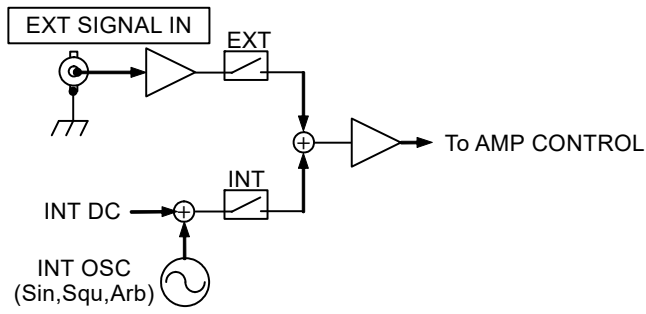 EXT SIGNAL IN
EXT
To AMP CONTROL
INT
INT DC
INT OSC
(Sin,Squ,Arb)